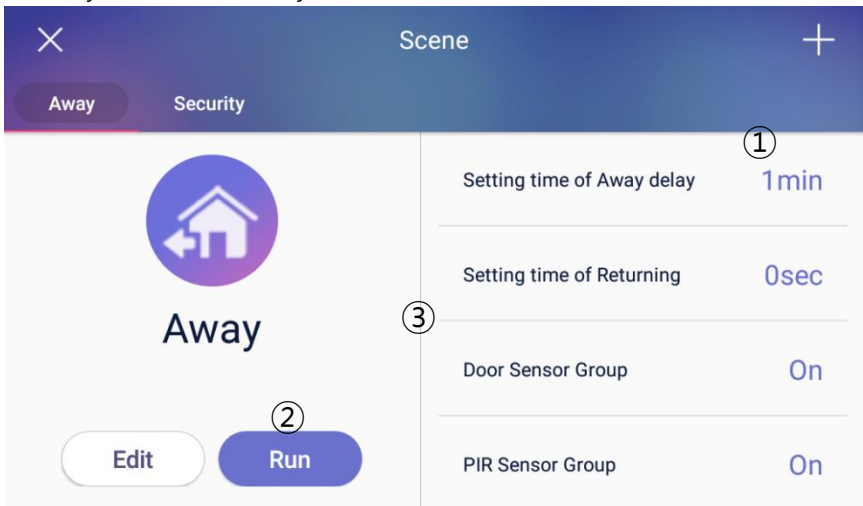 Scene
Away
Security
①
Setting time of Away delay 1min
Setting time of Returning 0sec
③
Away
Door Sensor Group On
②
Edit
Run
PIR Sensor Group On